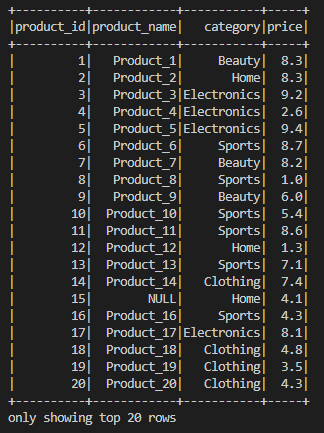 +----------+------------+-----------+-----+
|product_id|product_name|   category|price|
+----------+------------+-----------+-----+
|         1|   Product_1|     Beauty|  8.3|
|         2|   Product_2|       Home|  8.3|
|         3|   Product_3|Electronics|  9.2|
|         4|   Product_4|Electronics|  2.6|
|         5|   Product_5|Electronics|  9.4|
|         6|   Product_6|     Sports|  8.7|
|         7|   Product_7|     Beauty|  8.2|
|         8|   Product_8|     Sports|  1.0|
|         9|   Product_9|     Beauty|  6.0|
|        10|  Product_10|     Sports|  5.4|
|        11|  Product_11|     Sports|  8.6|
|        12|  Product_12|       Home|  1.3|
|        13|  Product_13|     Sports|  7.1|
|        14|  Product_14|   Clothing|  7.4|
|        15|        NULL|       Home|  4.1|
|        16|  Product_16|     Sports|  4.3|
|        17|  Product_17|Electronics|  8.1|
|        18|  Product_18|   Clothing|  4.8|
|        19|  Product_19|   Clothing|  3.5|
|        20|  Product_20|   Clothing|  4.3|
+----------+------------+-----------+-----+
only showing top 20 rows